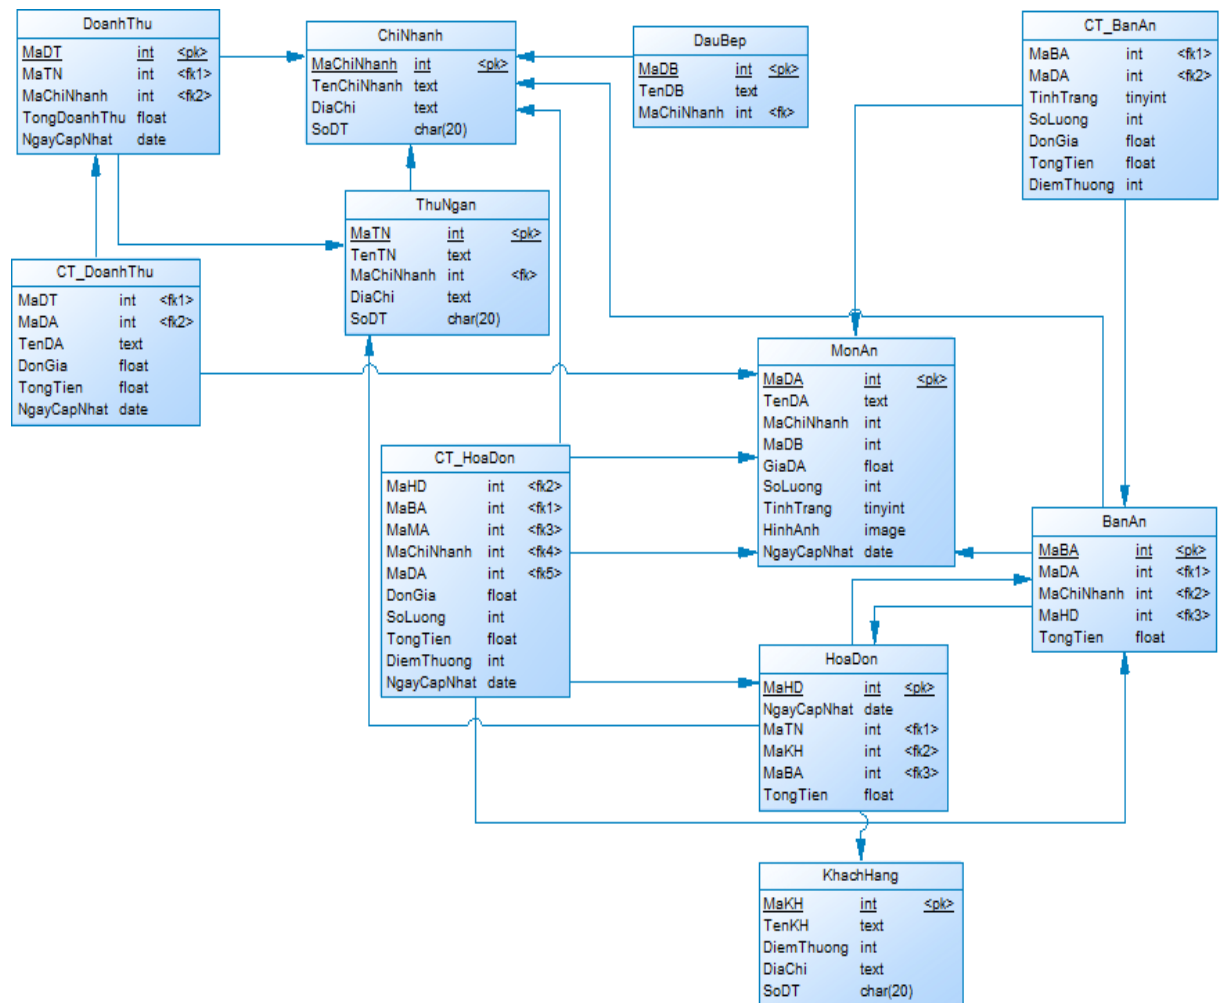 DoanhThu
MaDT int <pk>
MaTN int <fk1>
MaChiNhanh int <fk2>
TongDoanhThu float
NgayCapNhat date
ChiNhanh
MaChiNhanh int <pk>
TenChiNhanh text
DiaChi text
SoDT char(20)
DauBep
MaDB int <pk>
TenDB text
MaChiNhanh int <fk>
CT_BanAn
MaBA int <fk1>
MaDA int <fk2>
TinhTrang tinyint
SoLuong int
DonGia float
TongTien float
DiemThuong int
ThuNgan
MaTN int <pk>
TenTN text
MaChiNhanh int <fk>
DiaChi text
SoDT char(20)
CT_DoanhThu
MaDT int <fk1>
MaDA int <fk2>
TenDA text
DonGia float
TongTien float
NgayCapNhat date
MonAn
MaDA int <pk>
TenDA text
MaChiNhanh int
MaDB int
GiaDA float
SoLuong int
TinhTrang tinyint
HinhAnh image
NgayCapNhat date
CT_HoaDon
MaHD int <fk2>
MaBA int <fk1>
MaMA int <fk3>
MaChiNhanh int <fk4>
MaDA int <fk5>
DonGia float
SoLuong int
TongTien float
DiemThuong int
NgayCapNhat date
BanAn
MaBA int <pk>
MaDA int <fk1>
MaChiNhanh int <fk2>
MaHD int <fk3>
TongTien float
HoaDon
MaHD int <pk>
NgayCapNhat date
MaTN int <fk1>
MaKH int <fk2>
MaBA int <fk3>
TongTien float
KhachHang
MaKH int <pk>
TenKH text
DiemThuong int
DiaChi text
SoDT char(20)